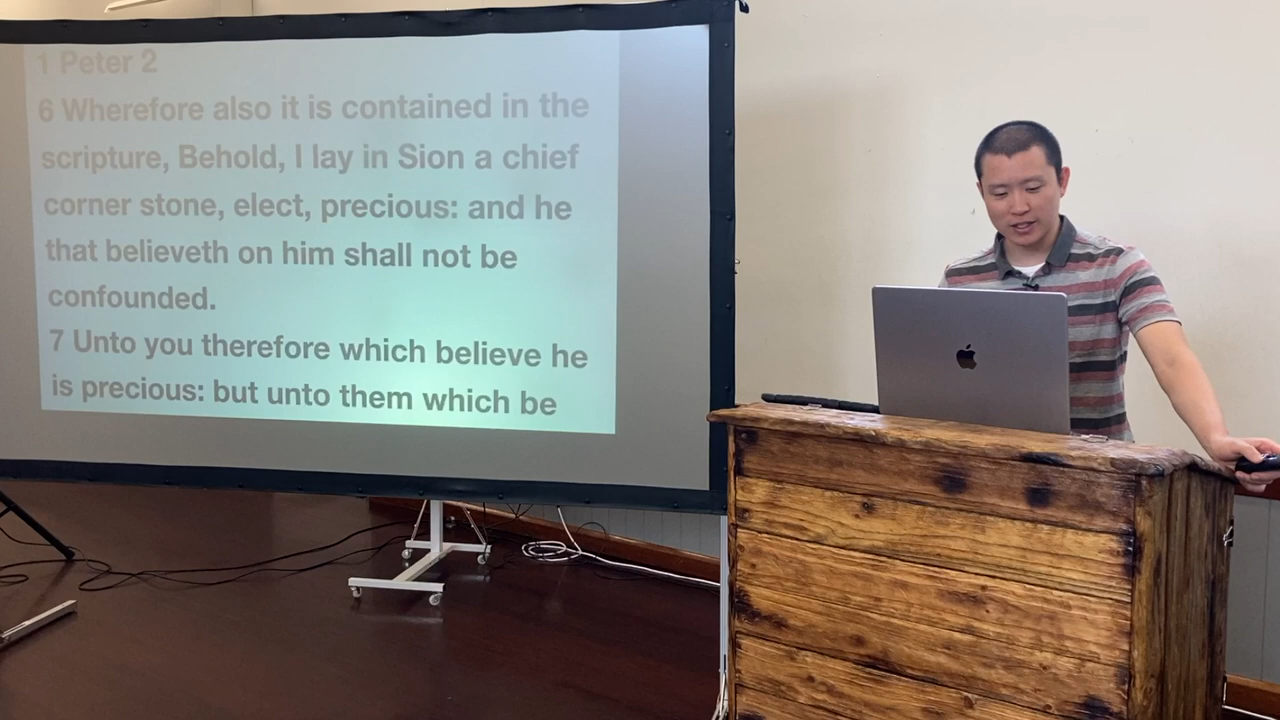 1 Peter 2
6 Wherefore also it is contained in the
scripture, Behold, I lay in Sion a chief
corner stone, elect, precious: and he
that believeth on him shall not be
confounded.
7 Unto you therefore which believe he
is precious: but unto them which be